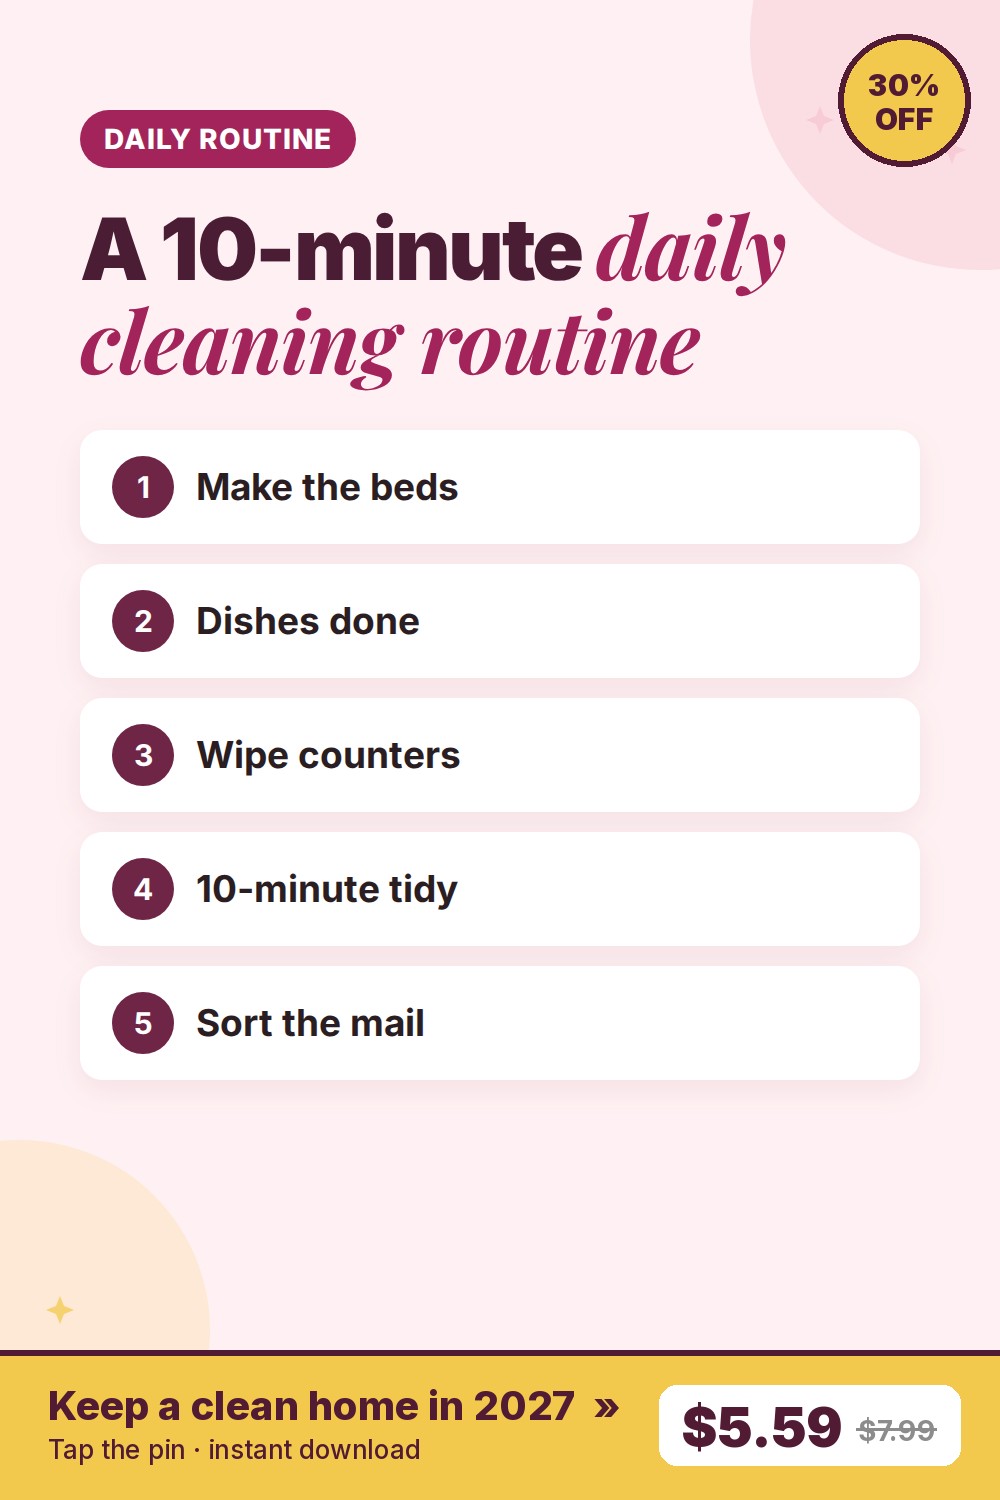 30%
OFF
DAILY ROUTINE
A 10-minute daily
cleaning routine
1 Make the beds
2 Dishes done
3 Wipe counters
4 10-minute tidy
5 Sort the mail
Keep a clean home in 2027 »
Tap the pin · instant download
$5.59 $7.99